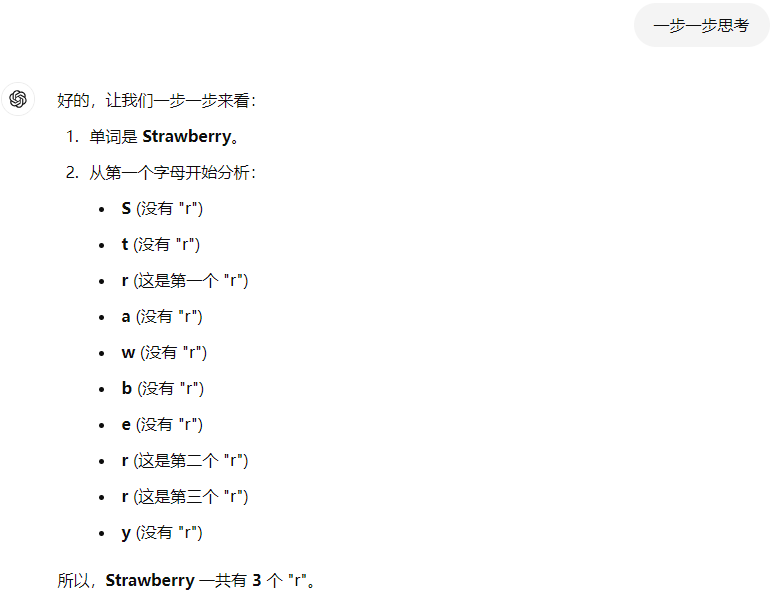 一步一步思考
好的，让我们一步一步来看：
1. 单词是 Strawberry。
2. 从第一个字母开始分析：
• S (没有 "r")
• t (没有 "r")
• r (这是第一个 "r")
• a (没有 "r")
• w (没有 "r")
• b (没有 "r")
• e (没有 "r")
• r (这是第二个 "r")
• r (这是第三个 "r")
• y (没有 "r")
所以，Strawberry 一共有 3 个 "r"。